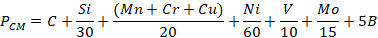 P_CM = C + Si/30 + (Mn + Cr + Cu)/20 + Ni/60 + V/10 + Mo/15 + 5B